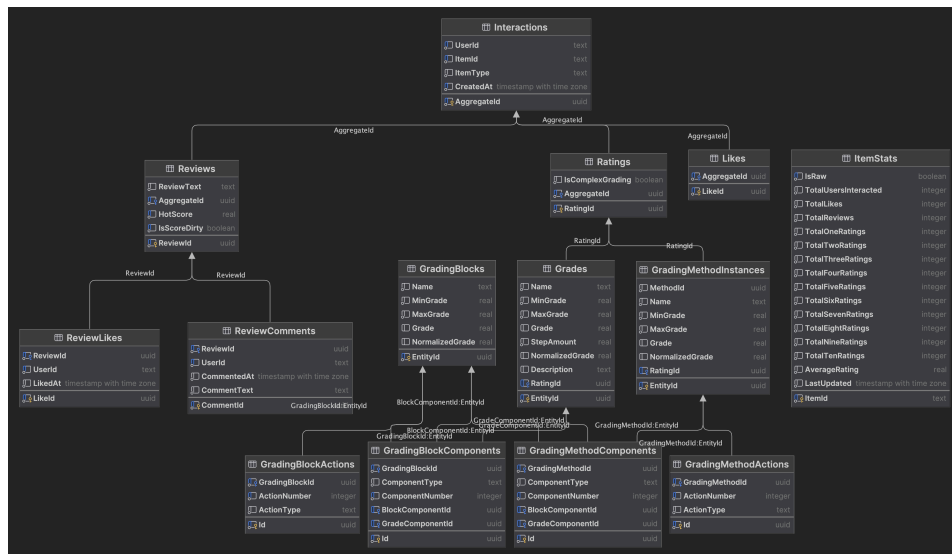 Interactions
UserId text
ItemId text
ItemType text
CreatedAt timestamp with time zone
AggregateId uuid
AggregateId
AggregateId
AggregateId
Reviews
ReviewText text
AggregateId uuid
HotScore real
IsScoreDirty boolean
ReviewId uuid
Ratings
IsComplexGrading boolean
AggregateId uuid
RatingId uuid
Likes
AggregateId uuid
LikeId uuid
ItemStats
IsRaw boolean
TotalUsersInteracted integer
TotalLikes integer
TotalReviews integer
TotalOneRatings integer
TotalTwoRatings integer
TotalThreeRatings integer
TotalFourRatings integer
TotalFiveRatings integer
TotalSixRatings integer
TotalSevenRatings integer
TotalEightRatings integer
TotalNineRatings integer
TotalTenRatings integer
AverageRating real
LastUpdated timestamp with time zone
ItemId text
ReviewId
ReviewId
RatingId
RatingId
GradingBlocks
Name text
MinGrade real
MaxGrade real
Grade real
NormalizedGrade real
EntityId uuid
Grades
Name text
MinGrade real
MaxGrade real
Grade real
StepAmount real
NormalizedGrade real
Description text
RatingId uuid
EntityId uuid
GradingMethodInstances
MethodId uuid
Name text
MinGrade real
MaxGrade real
Grade real
NormalizedGrade real
RatingId uuid
EntityId uuid
ReviewLikes
ReviewId uuid
UserId text
LikedAt timestamp with time zone
LikeId uuid
ReviewComments
ReviewId uuid
UserId text
CommentedAt timestamp with time zone
CommentText text
CommentId uuid
GradingBlockId:EntityId
BlockComponentId:EntityId
GradeComponentId:EntityId
GradeComponentId:EntityId
BlockComponentId:EntityId
GradingBlockId:EntityId
GradingMethodId:EntityId
GradingMethodId:EntityId
GradingBlockActions
GradingBlockId uuid
ActionNumber integer
ActionType text
Id uuid
GradingBlockComponents
GradingBlockId uuid
ComponentType text
ComponentNumber integer
BlockComponentId uuid
GradeComponentId uuid
Id uuid
GradingMethodComponents
GradingMethodId uuid
ComponentType text
ComponentNumber integer
BlockComponentId uuid
GradeComponentId uuid
Id uuid
GradingMethodActions
GradingMethodId uuid
ActionNumber integer
ActionType text
Id uuid